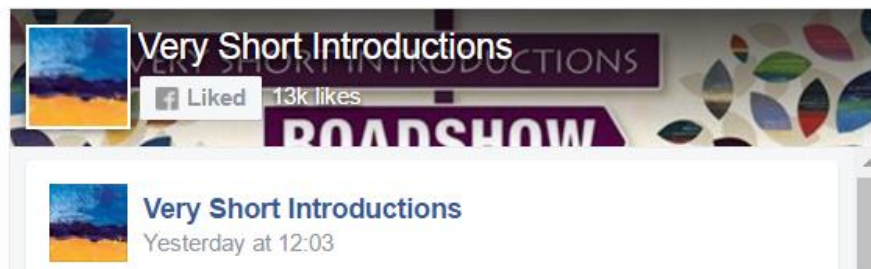 Very Short Introductions
VERY SHORT INTRODUCTIONS
Liked 13k likes
ROADSHOW
Very Short Introductions
Yesterday at 12:03